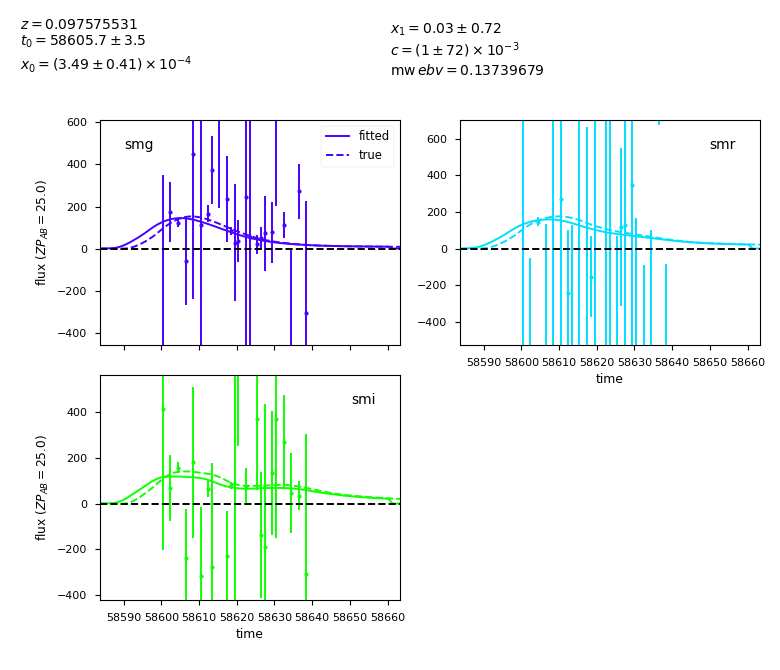 z = 0.097575531
t₀ = 58605.7 ± 3.5
x₀ = (3.49 ± 0.41) × 10⁻⁴
x₁ = 0.03 ± 0.72
c = (1 ± 72) × 10⁻³
mw ebv = 0.13739679
smg
fitted
true
600
400
200
0
−200
−400
flux (ZP_AB = 25.0)
smr
600
400
200
0
−200
−400
58590 58600 58610 58620 58630 58640 58650 58660
time
smi
400
200
0
−200
−400
flux (ZP_AB = 25.0)
58590 58600 58610 58620 58630 58640 58650 58660
time